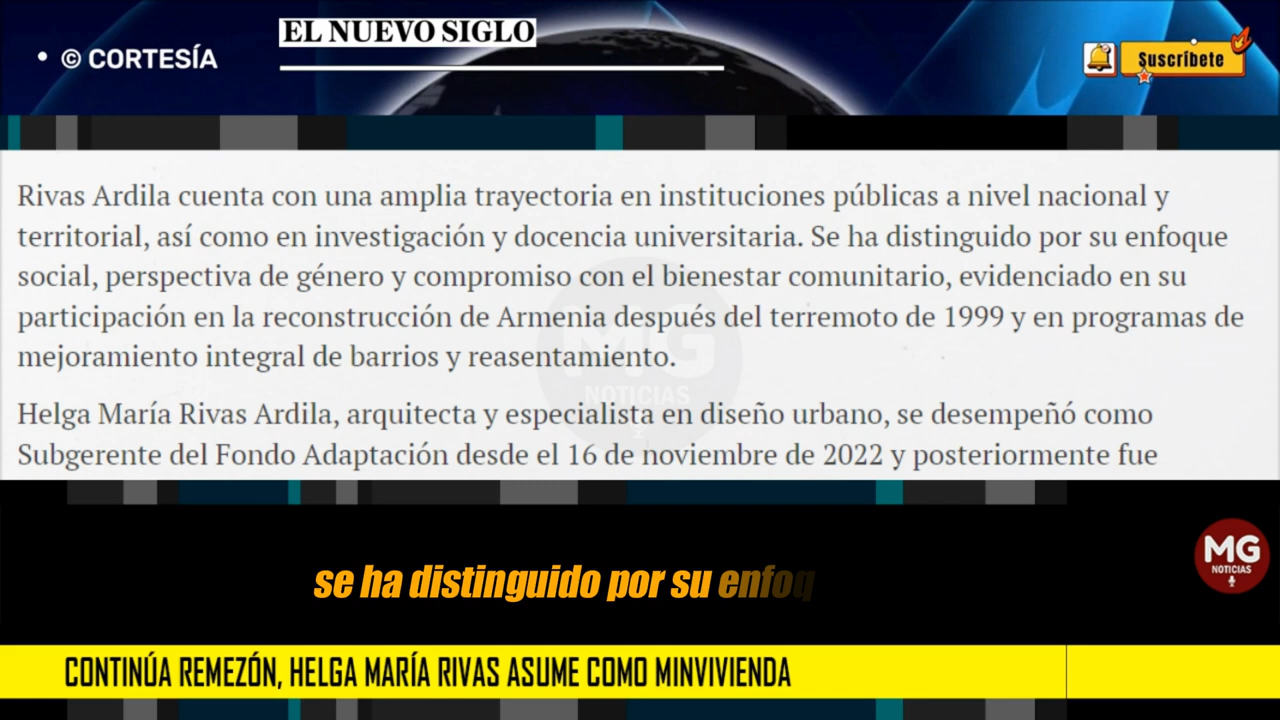 EL NUEVO SIGLO
• © CORTESÍA
Suscríbete
Rivas Ardila cuenta con una amplia trayectoria en instituciones públicas a nivel nacional y
territorial, así como en investigación y docencia universitaria. Se ha distinguido por su enfoque
social, perspectiva de género y compromiso con el bienestar comunitario, evidenciado en su
participación en la reconstrucción de Armenia después del terremoto de 1999 y en programas de
mejoramiento integral de barrios y reasentamiento.
MG
NOTICIAS
Helga María Rivas Ardila, arquitecta y especialista en diseño urbano, se desempeñó como
Subgerente del Fondo Adaptación desde el 16 de noviembre de 2022 y posteriormente fue
MG
NOTICIAS
se ha distinguido por su enfoq
CONTINÚA REMEZÓN, HELGA MARÍA RIVAS ASUME COMO MINVIVIENDA